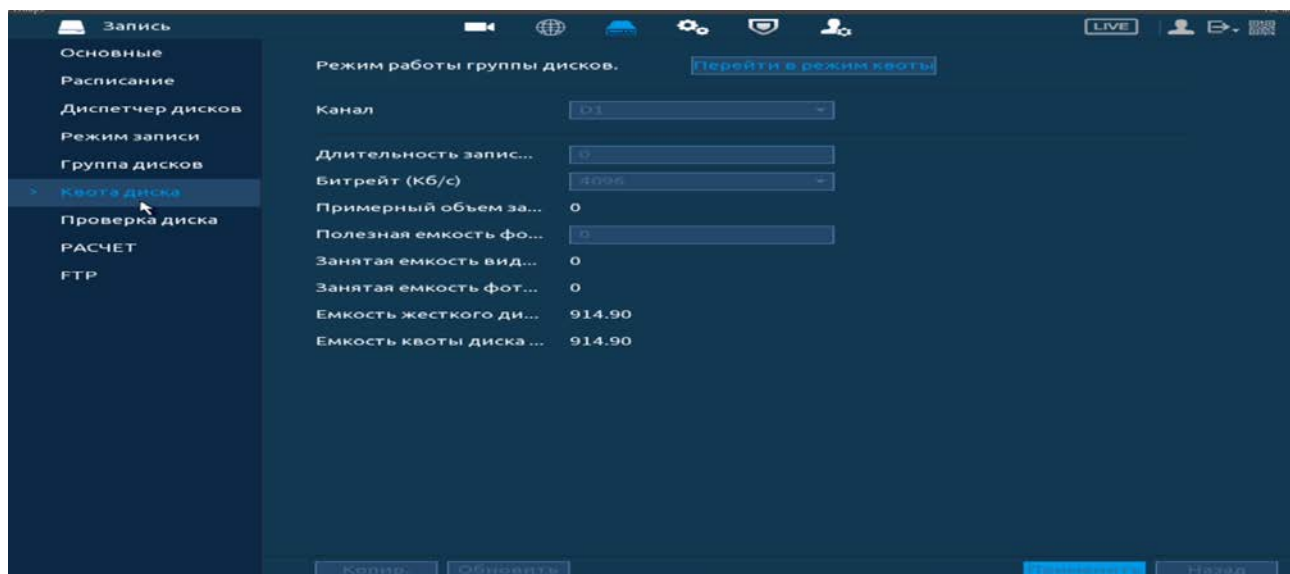 Запись
LIVE
Основные
Расписание
Диспетчер дисков
Режим записи
Группа дисков
> Квота диска
Проверка диска
РАСЧЕТ
FTP
Режим работы группы дисков. Перейти в режим квоты
Канал D1
Длительность запис... 0
Битрейт (Кб/с) 4096
Примерный объем за... 0
Полезная емкость фо... 0
Занятая емкость вид... 0
Занятая емкость фот... 0
Емкость жесткого ди... 914.90
Емкость квоты диска ... 914.90
Копир. Обновить Применить Назад